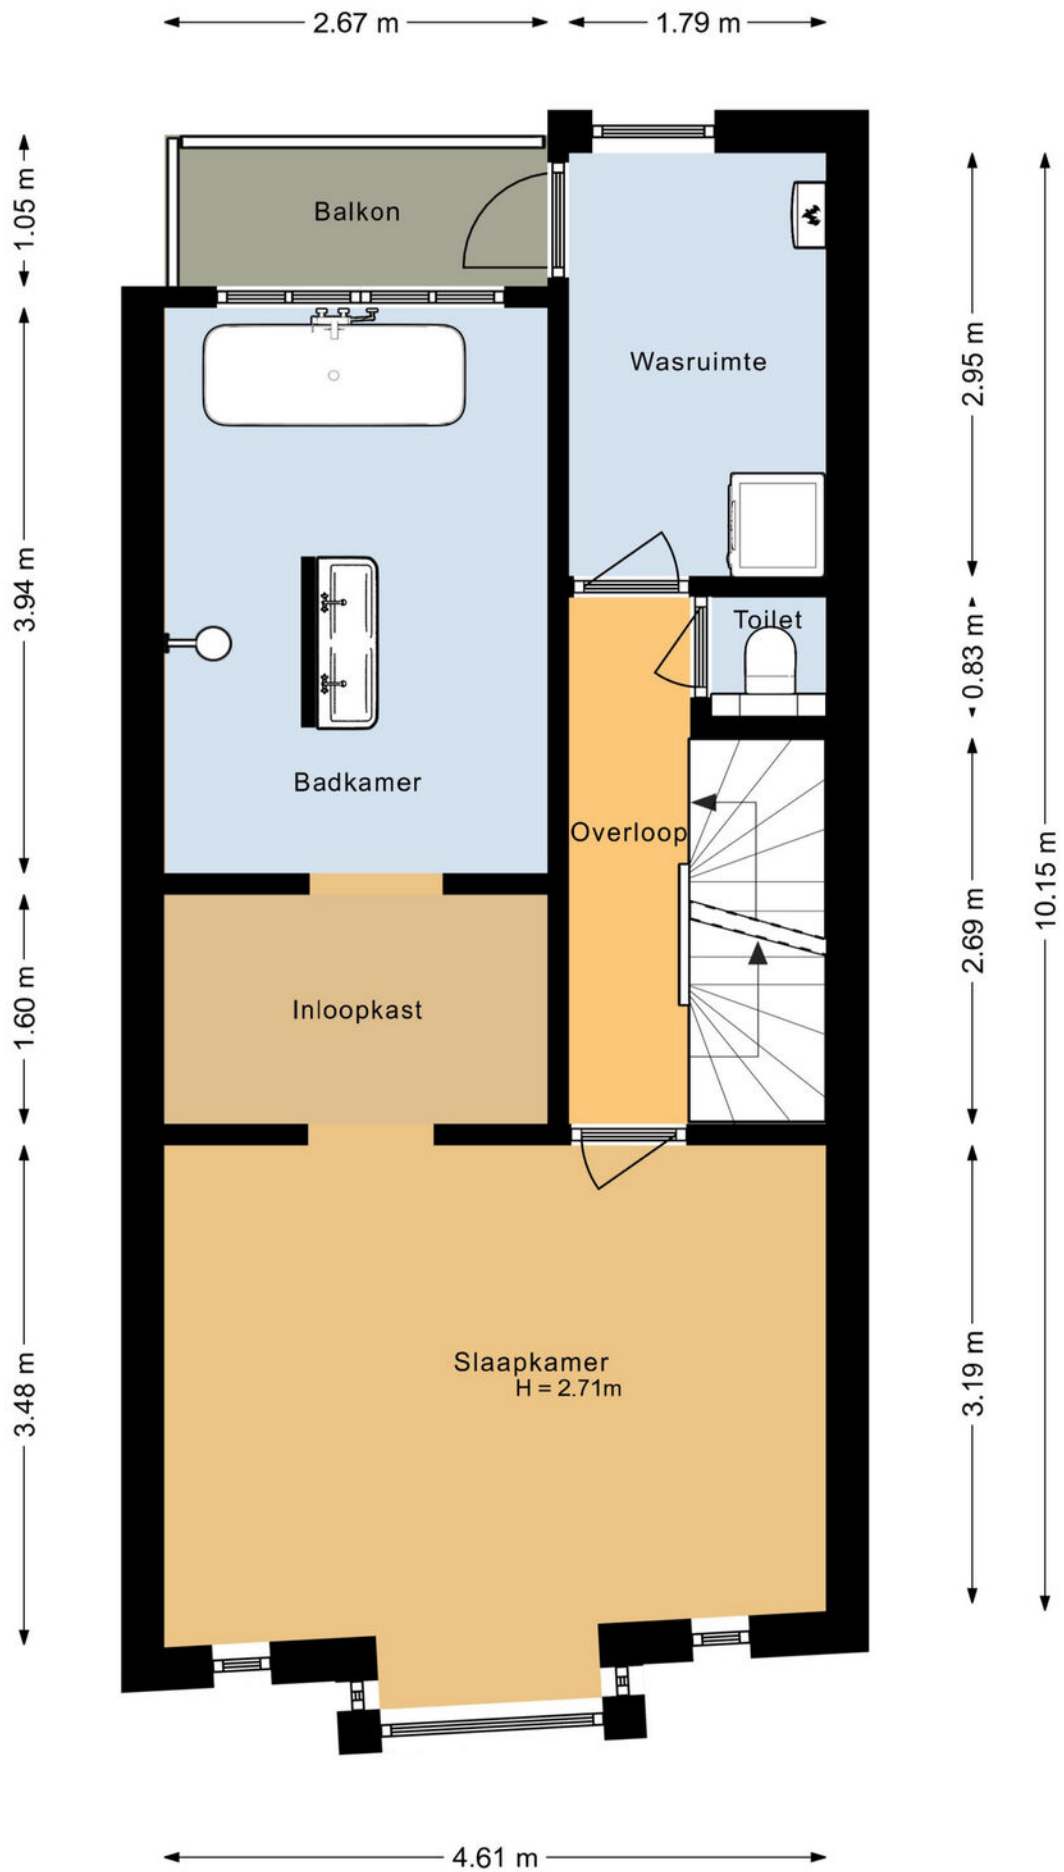 2.67 m
1.79 m
1.05 m
Balkon
2.95 m
Wasruimte
3.94 m
Toilet
0.83 m
Badkamer
Overloop
10.15 m
2.69 m
1.60 m
Inloopkast
3.48 m
Slaapkamer
H = 2.71m
3.19 m
4.61 m